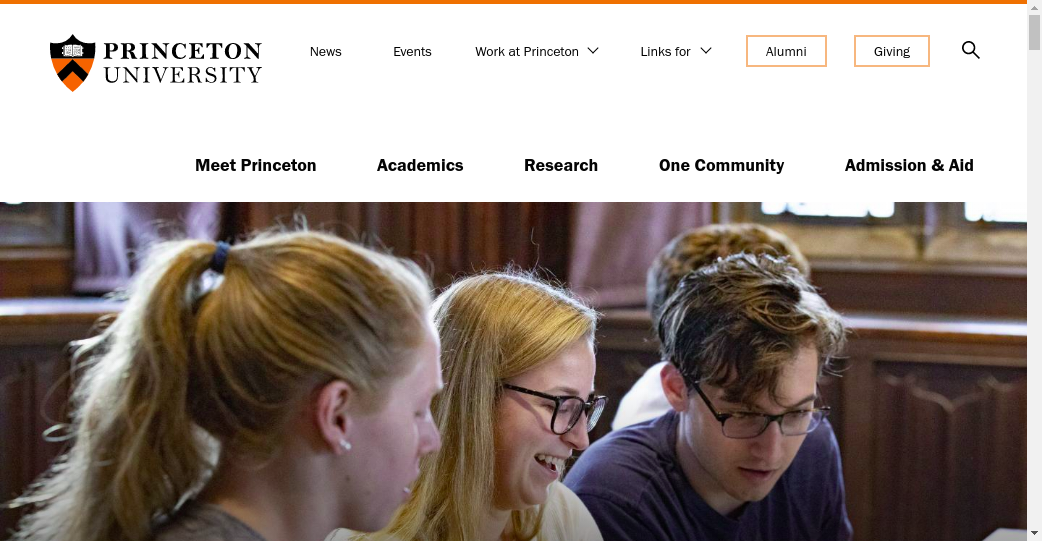 PRINCETON
UNIVERSITY
News
Events
Work at Princeton
Links for
Alumni
Giving
Meet Princeton
Academics
Research
One Community
Admission & Aid